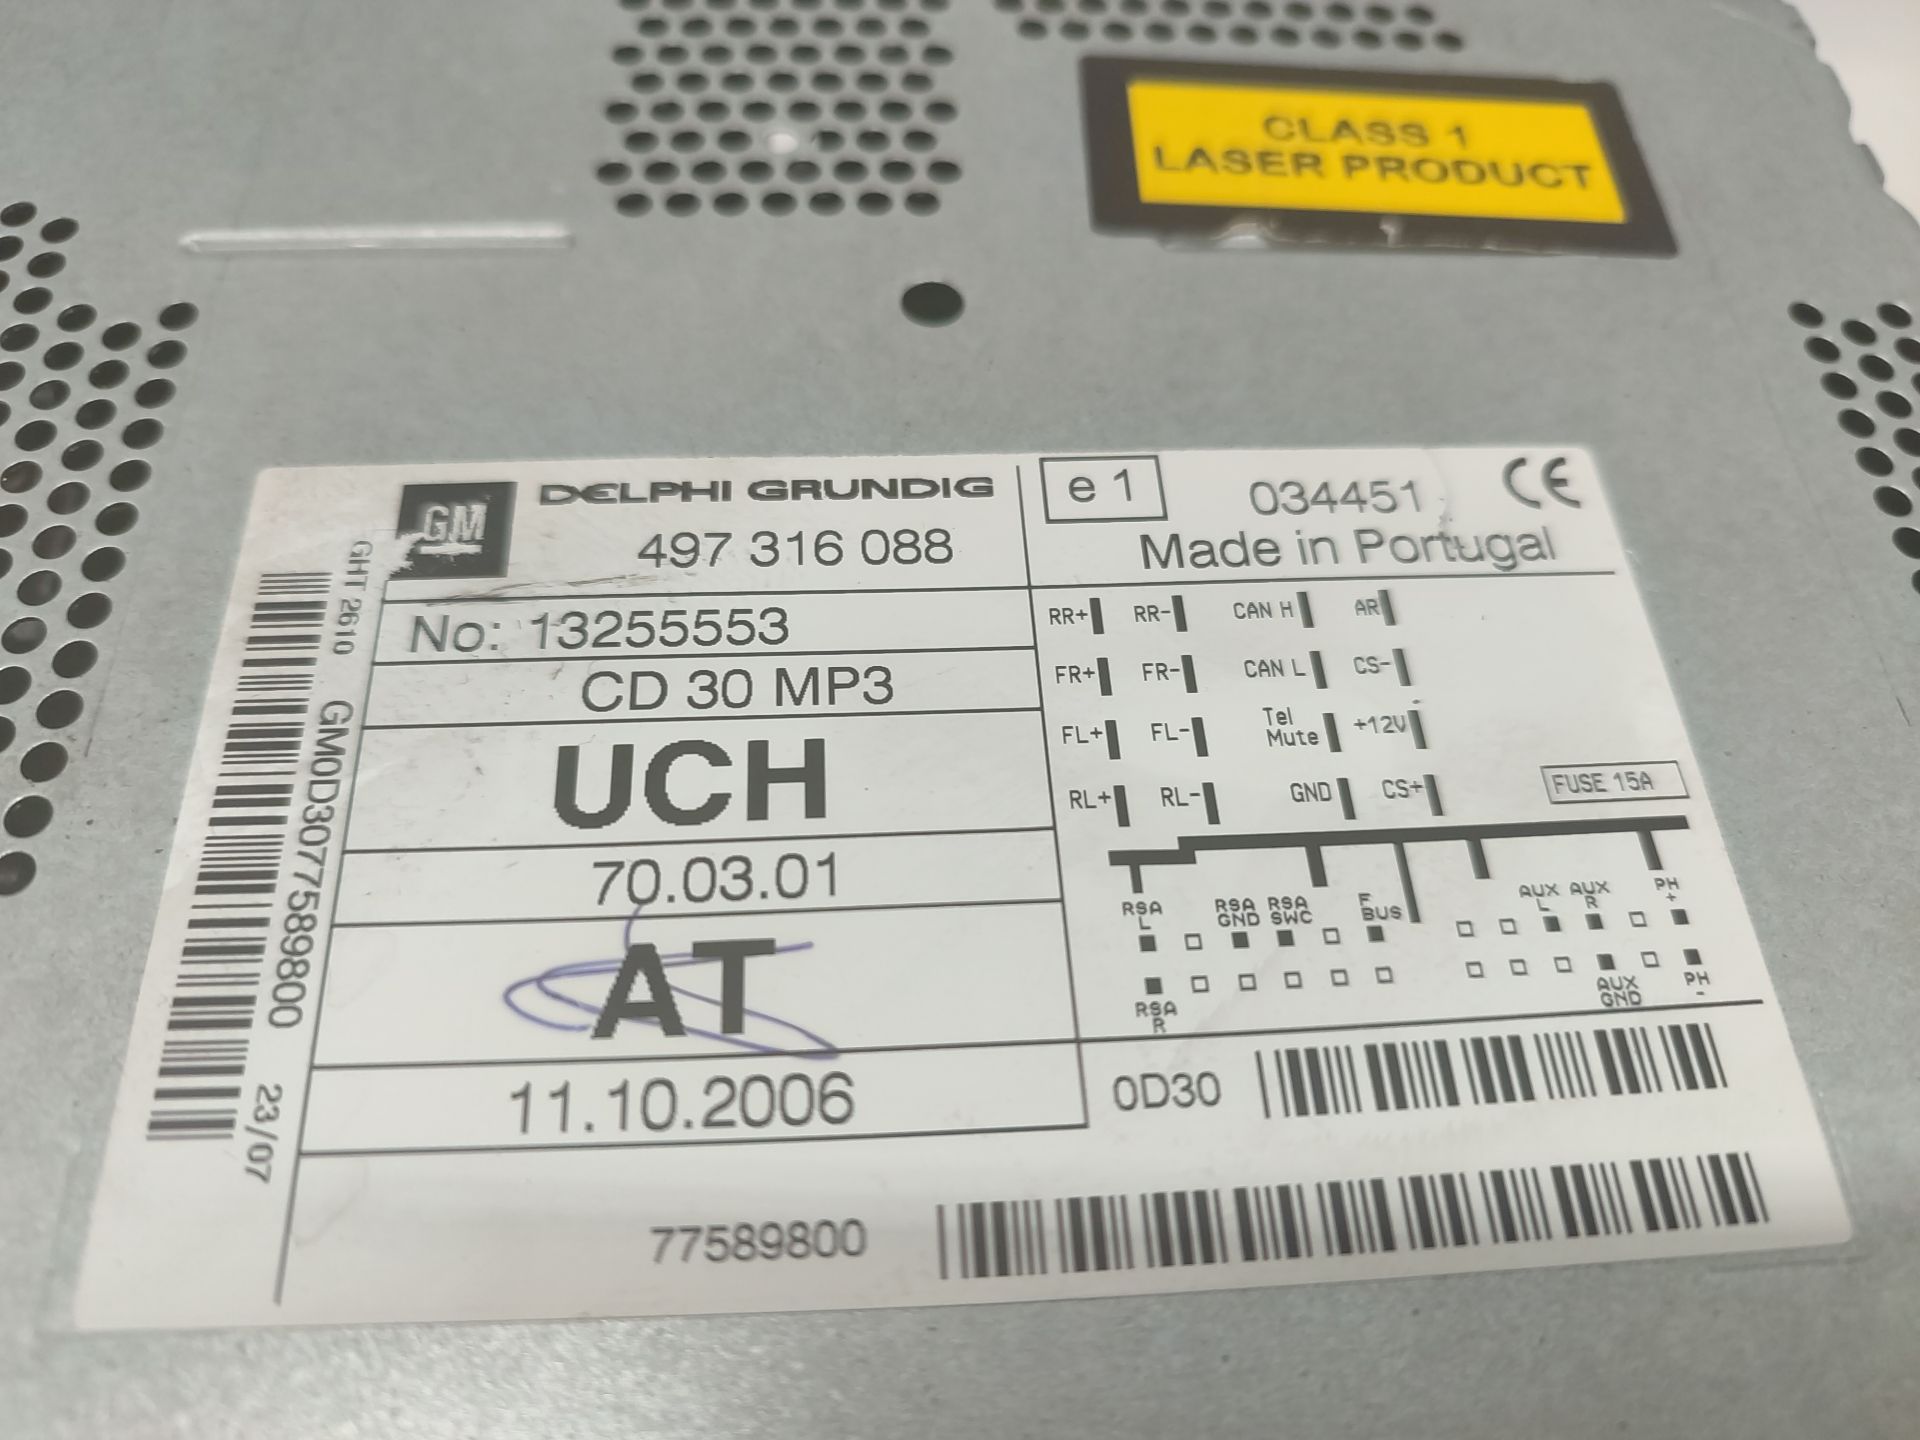 CLASS 1
LASER PRODUCT
GM
DELPHI GRUNDIG
497 316 088
e 1
034451
CE
Made in Portugal
No: 13255553
CD 30 MP3
UCH
70.03.01
AT
11.10.2006
RR+ RR- CAN H AR
FR+ FR- CAN L CS-
FL+ FL- Tel Mute +12V
RL+ RL- GND CS+
FUSE 15A
RSA L
RSA GND
RSA SWC
F BUS
AUX L
AUX R
PH +
RSA R
AUX GND
PH -
0D30
77589800
GHT 2610
GM0D3077589800
23/07